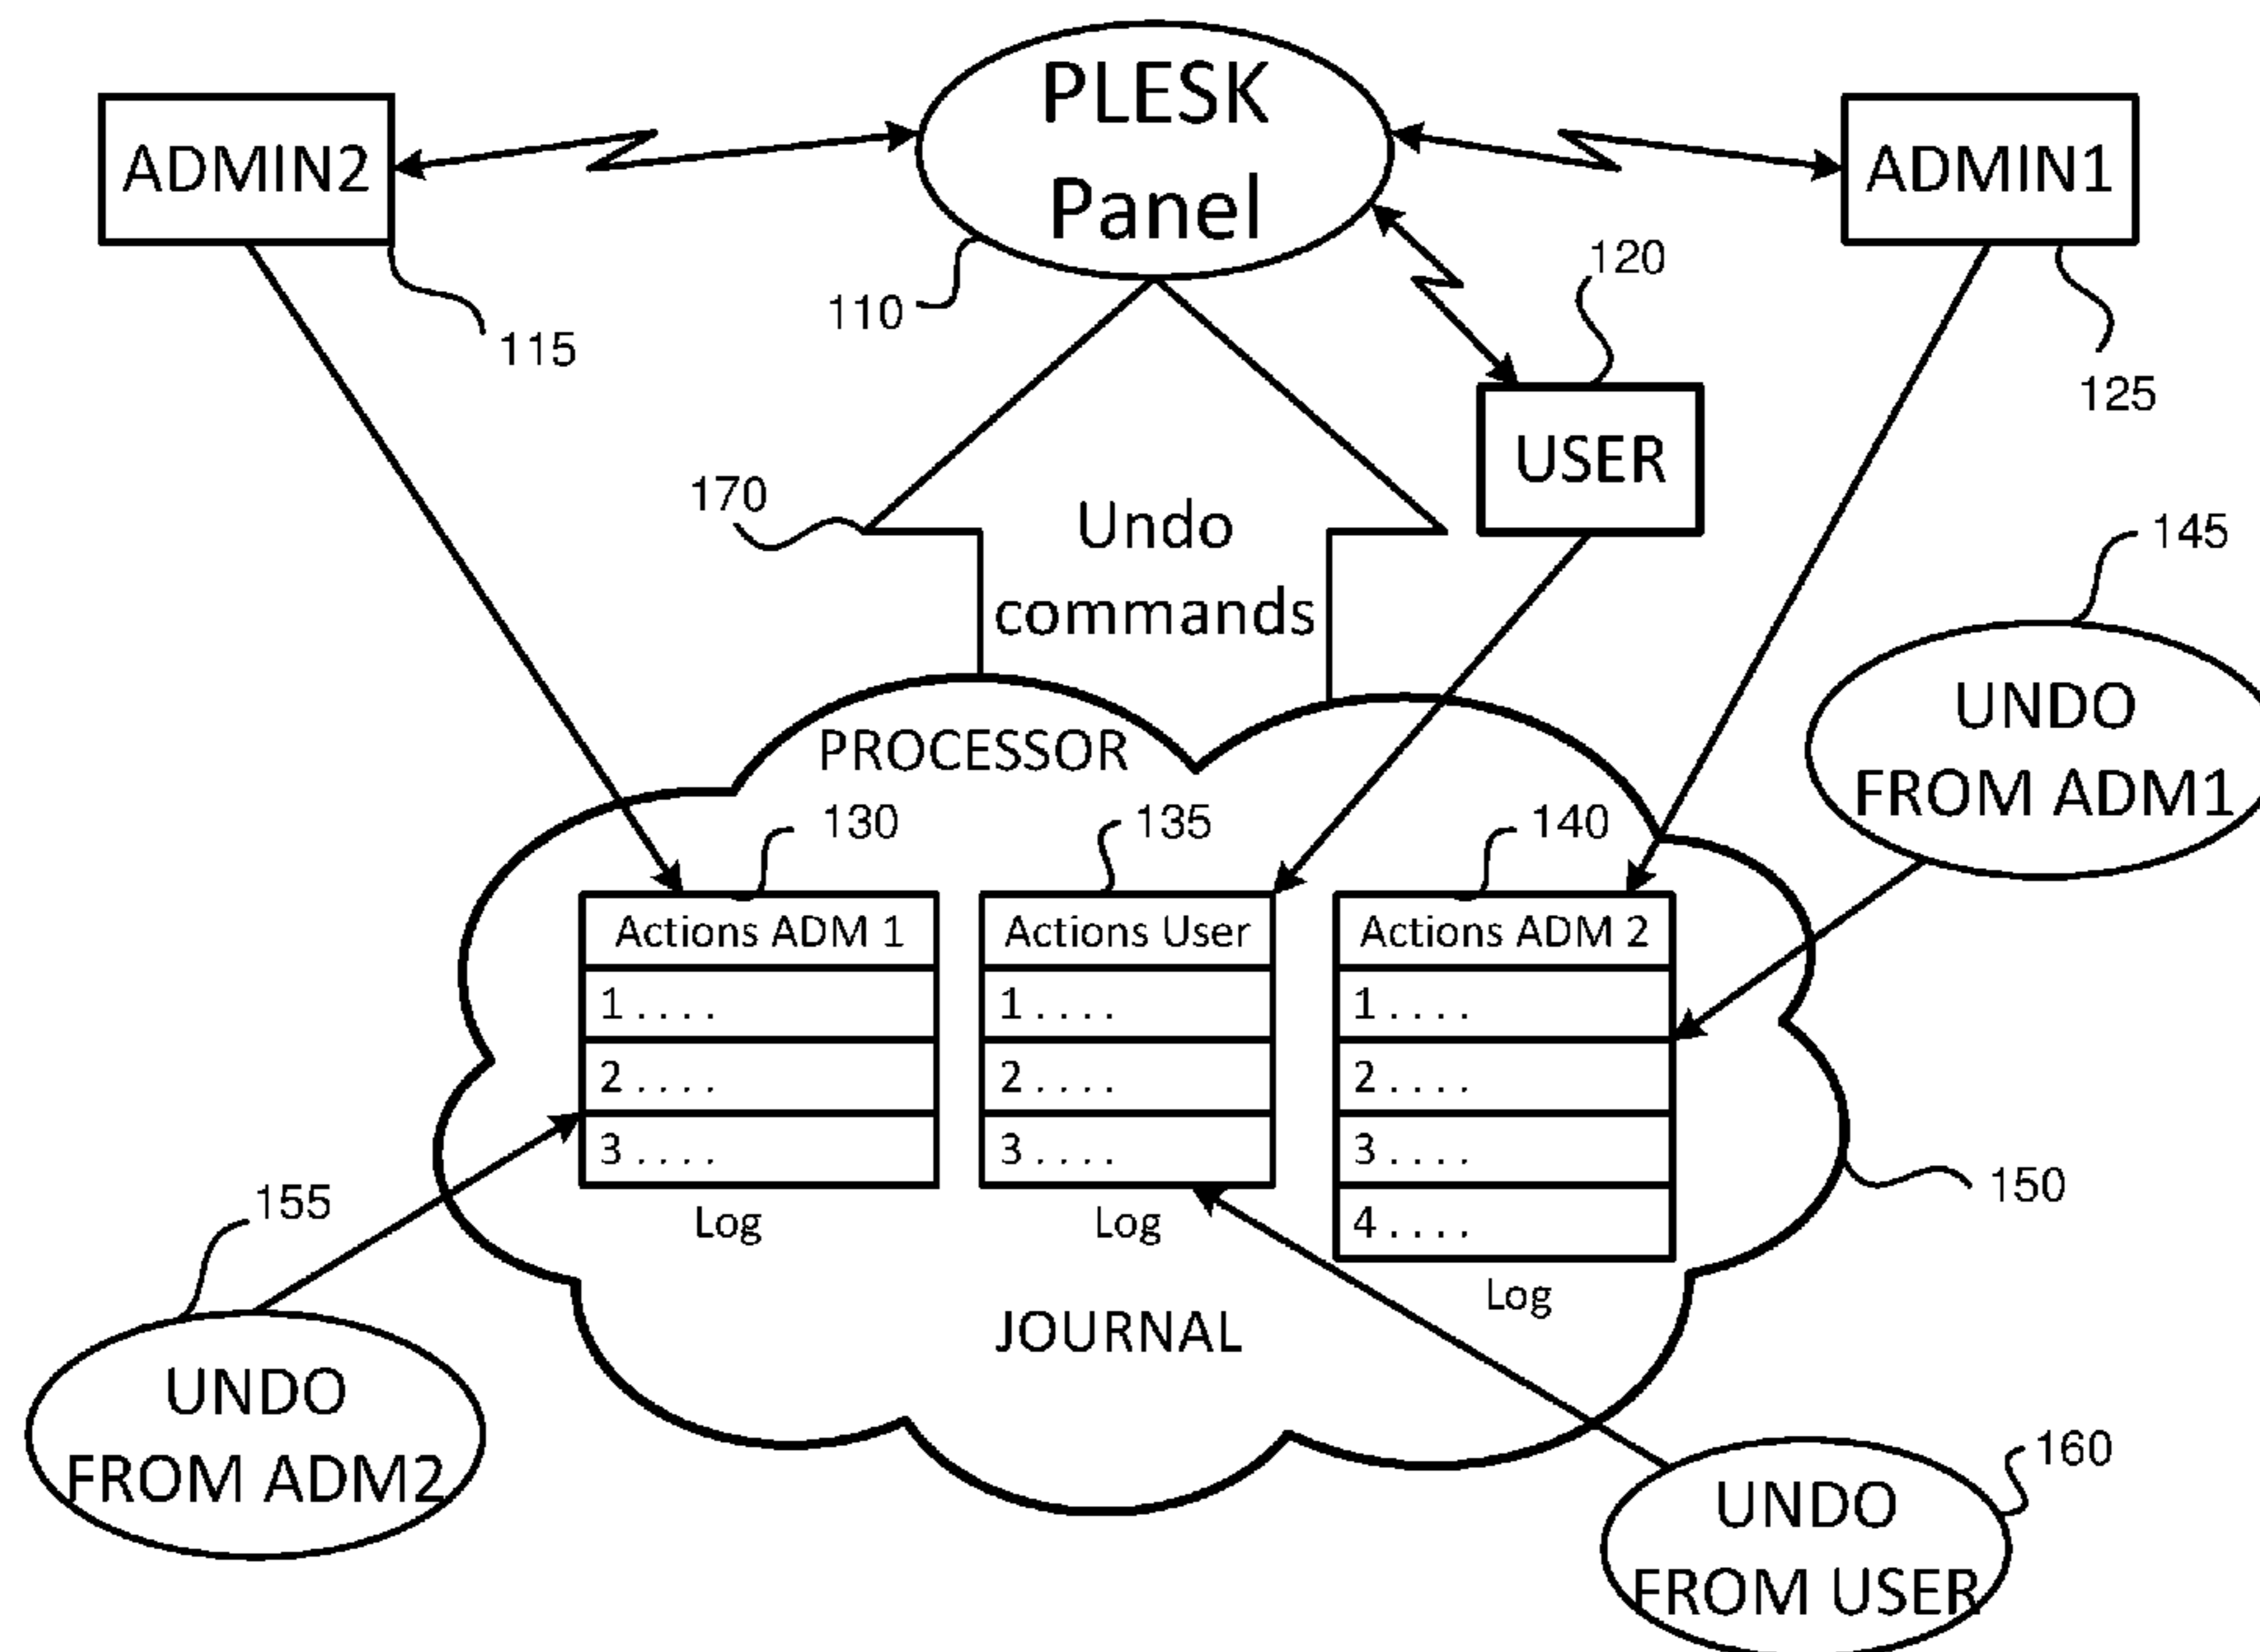 PLESK
Panel
ADMIN2
ADMIN1
110
115
120
125
USER
170
Undo
commands
145
UNDO
FROM ADM1
PROCESSOR
130
135
140
Actions ADM 1
1 . . . .
2 . . . .
3 . . . .
Log
Actions User
1 . . . .
2 . . . .
3 . . . .
Log
Actions ADM 2
1 . . . .
2 . . . .
3 . . . .
4 . . . .
Log
150
155
JOURNAL
UNDO
FROM ADM2
160
UNDO
FROM USER